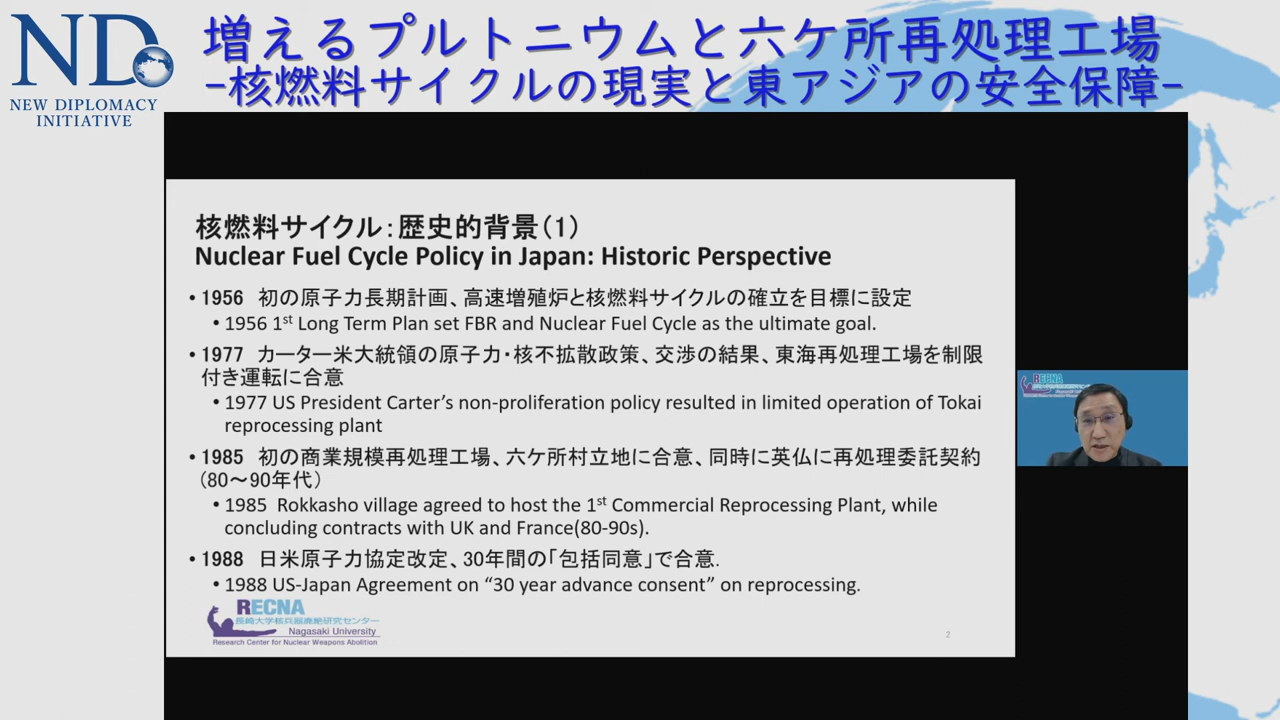 増えるプルトニウムと六ケ所再処理工場
-核燃料サイクルの現実と東アジアの安全保障-
ND
NEW DIPLOMACY
INITIATIVE
核燃料サイクル：歴史的背景（1）
Nuclear Fuel Cycle Policy in Japan: Historic Perspective
• 1956 初の原子力長期計画、高速増殖炉と核燃料サイクルの確立を目標に設定
• 1956 1st Long Term Plan set FBR and Nuclear Fuel Cycle as the ultimate goal.
• 1977 カーター米大統領の原子力・核不拡散政策、交渉の結果、東海再処理工場を制限
付き運転に合意
• 1977 US President Carter's non-proliferation policy resulted in limited operation of Tokai
reprocessing plant
• 1985 初の商業規模再処理工場、六ケ所村立地に合意、同時に英仏に再処理委託契約
（80～90年代）
• 1985 Rokkasho village agreed to host the 1st Commercial Reprocessing Plant, while
concluding contracts with UK and France(80-90s).
• 1988 日米原子力協定改定、30年間の「包括同意」で合意.
• 1988 US-Japan Agreement on “30 year advance consent” on reprocessing.
RECNA
長崎大学核兵器廃絶研究センター
Nagasaki University
Research Center for Nuclear Weapons Abolition
2
RECNA